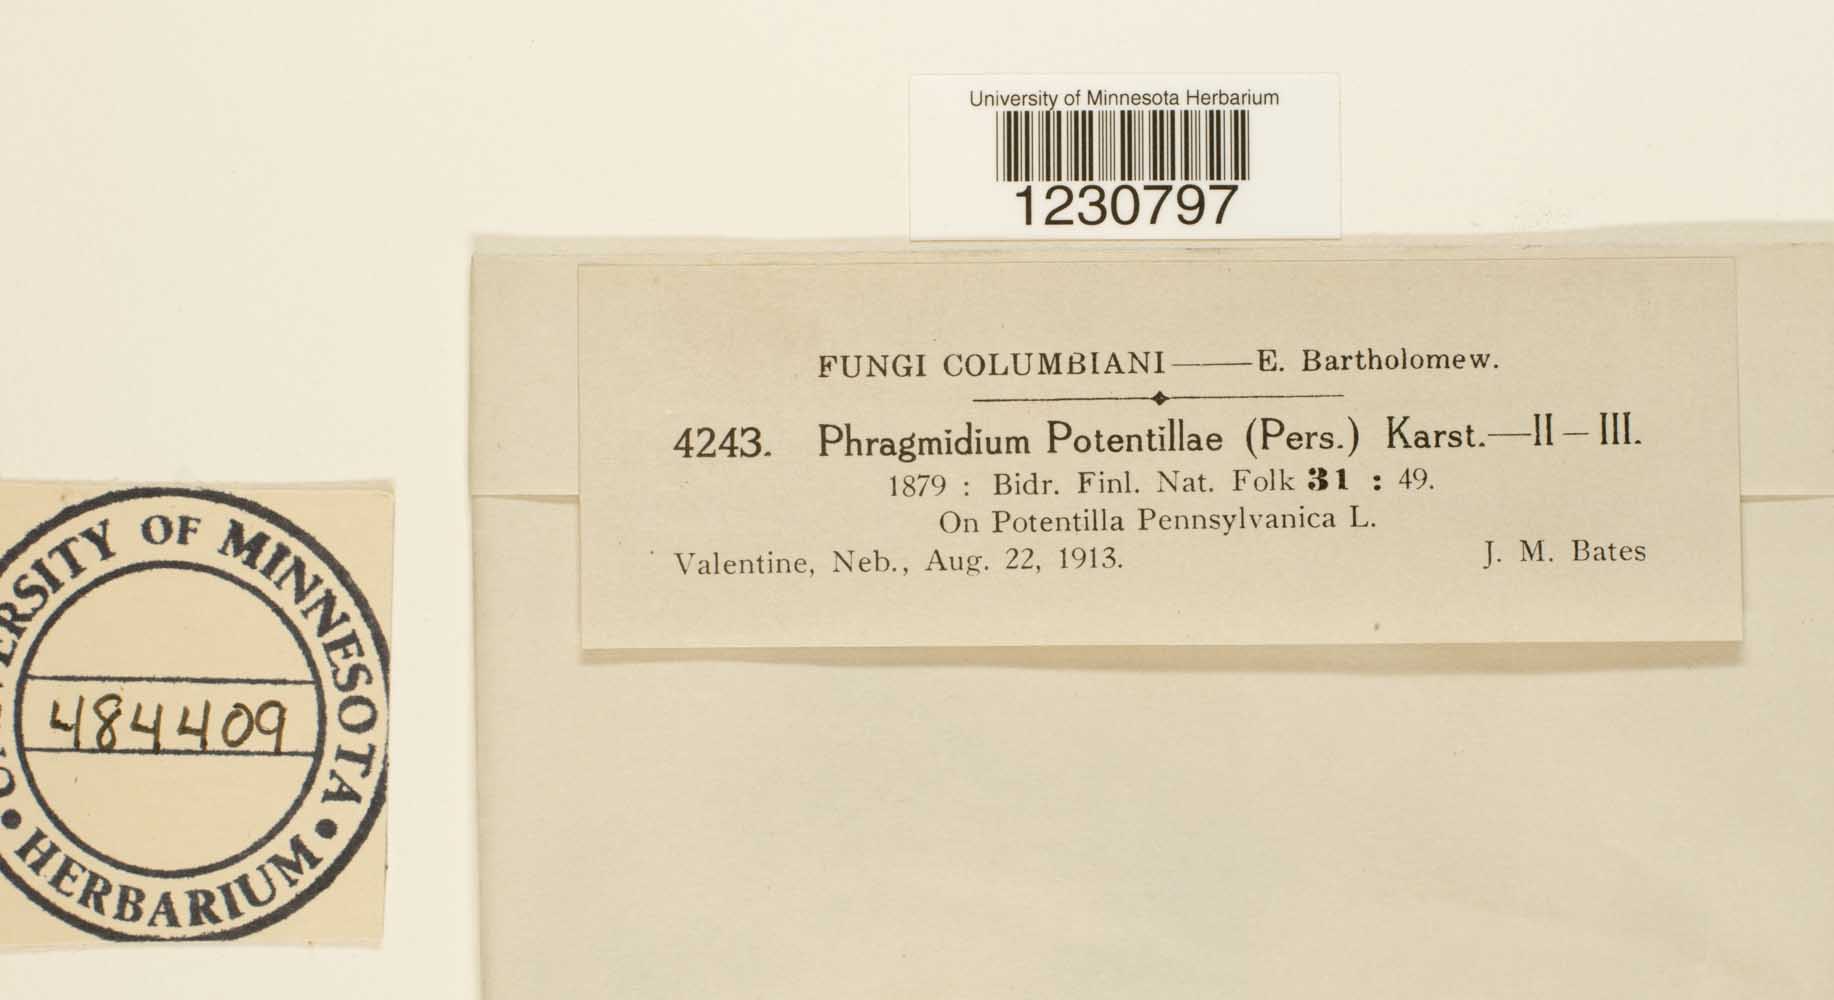 University of Minnesota Herbarium
1230797
FUNGI COLUMBIANI——E. Bartholomew.
4243. Phragmidium Potentillae (Pers.) Karst.—II – III.
1879 : Bidr. Finl. Nat. Folk 31 : 49.
On Potentilla Pennsylvanica L.
Valentine, Neb., Aug. 22, 1913. J. M. Bates
UNIVERSITY OF MINNESOTA
484409
• HERBARIUM •